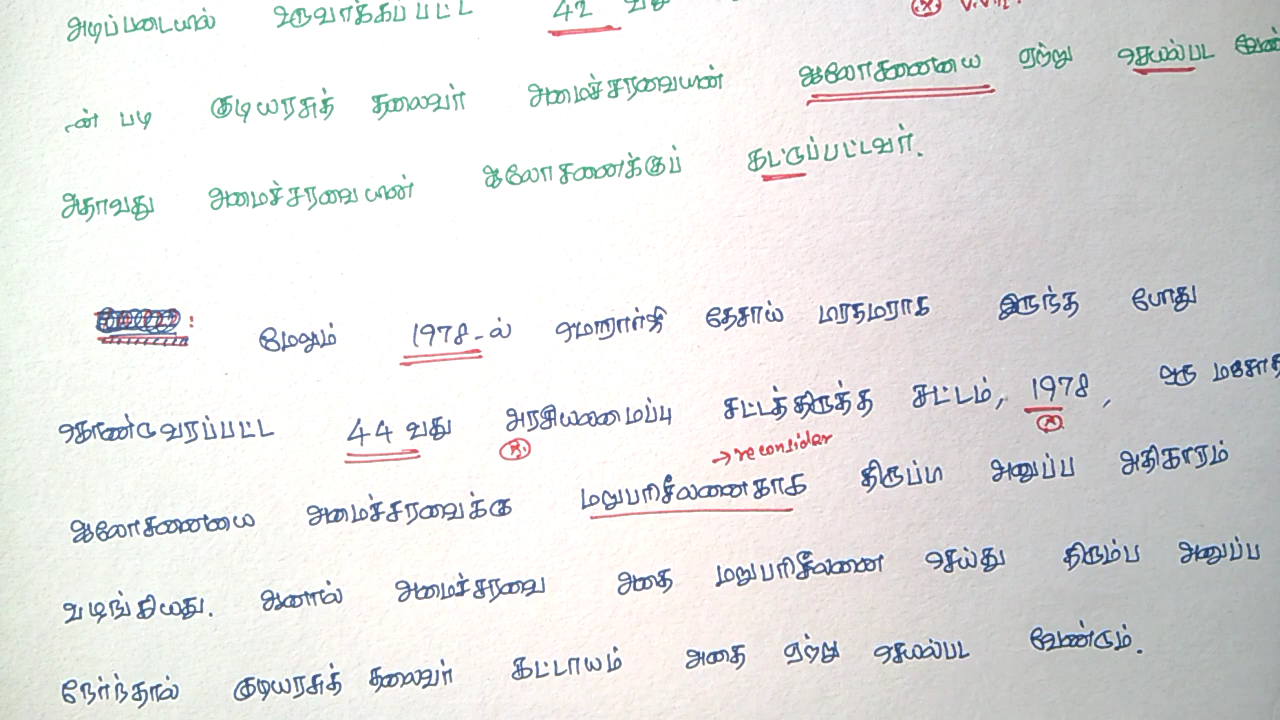 அடிப்படையில் உருவாக்கப்பட்ட 42 வது
ன் படி குடியரசுத் தலைவர் அமைச்சரவையின் ஆலோசனையை ஏற்று செயல்பட
அதாவது அமைச்சரவையின் ஆலோசனைக்குப் கட்டுப்பட்டவர்.
மேலும் 1978-ல் மொரார்ஜி தேசாய் பிரதமராக இருந்த போது
கொண்டுவரப்பட்ட 44 வது அரசியலமைப்பு சட்டத்திருத்த சட்டம், 1978, ஒரு
→reconsider
ஆலோசனையை அமைச்சரவைக்கு மறுபரிசீலனைகாக திருப்பி அனுப்ப அதிகாரம்
வழங்கியது. ஆனால் அமைச்சரவை அதை மறுபரிசீலனை செய்து திரும்ப அனுப்ப
நேர்ந்தால் குடியரசுத் தலைவர் கட்டாயம் அதை ஏற்று செயல்பட வேண்டும்.